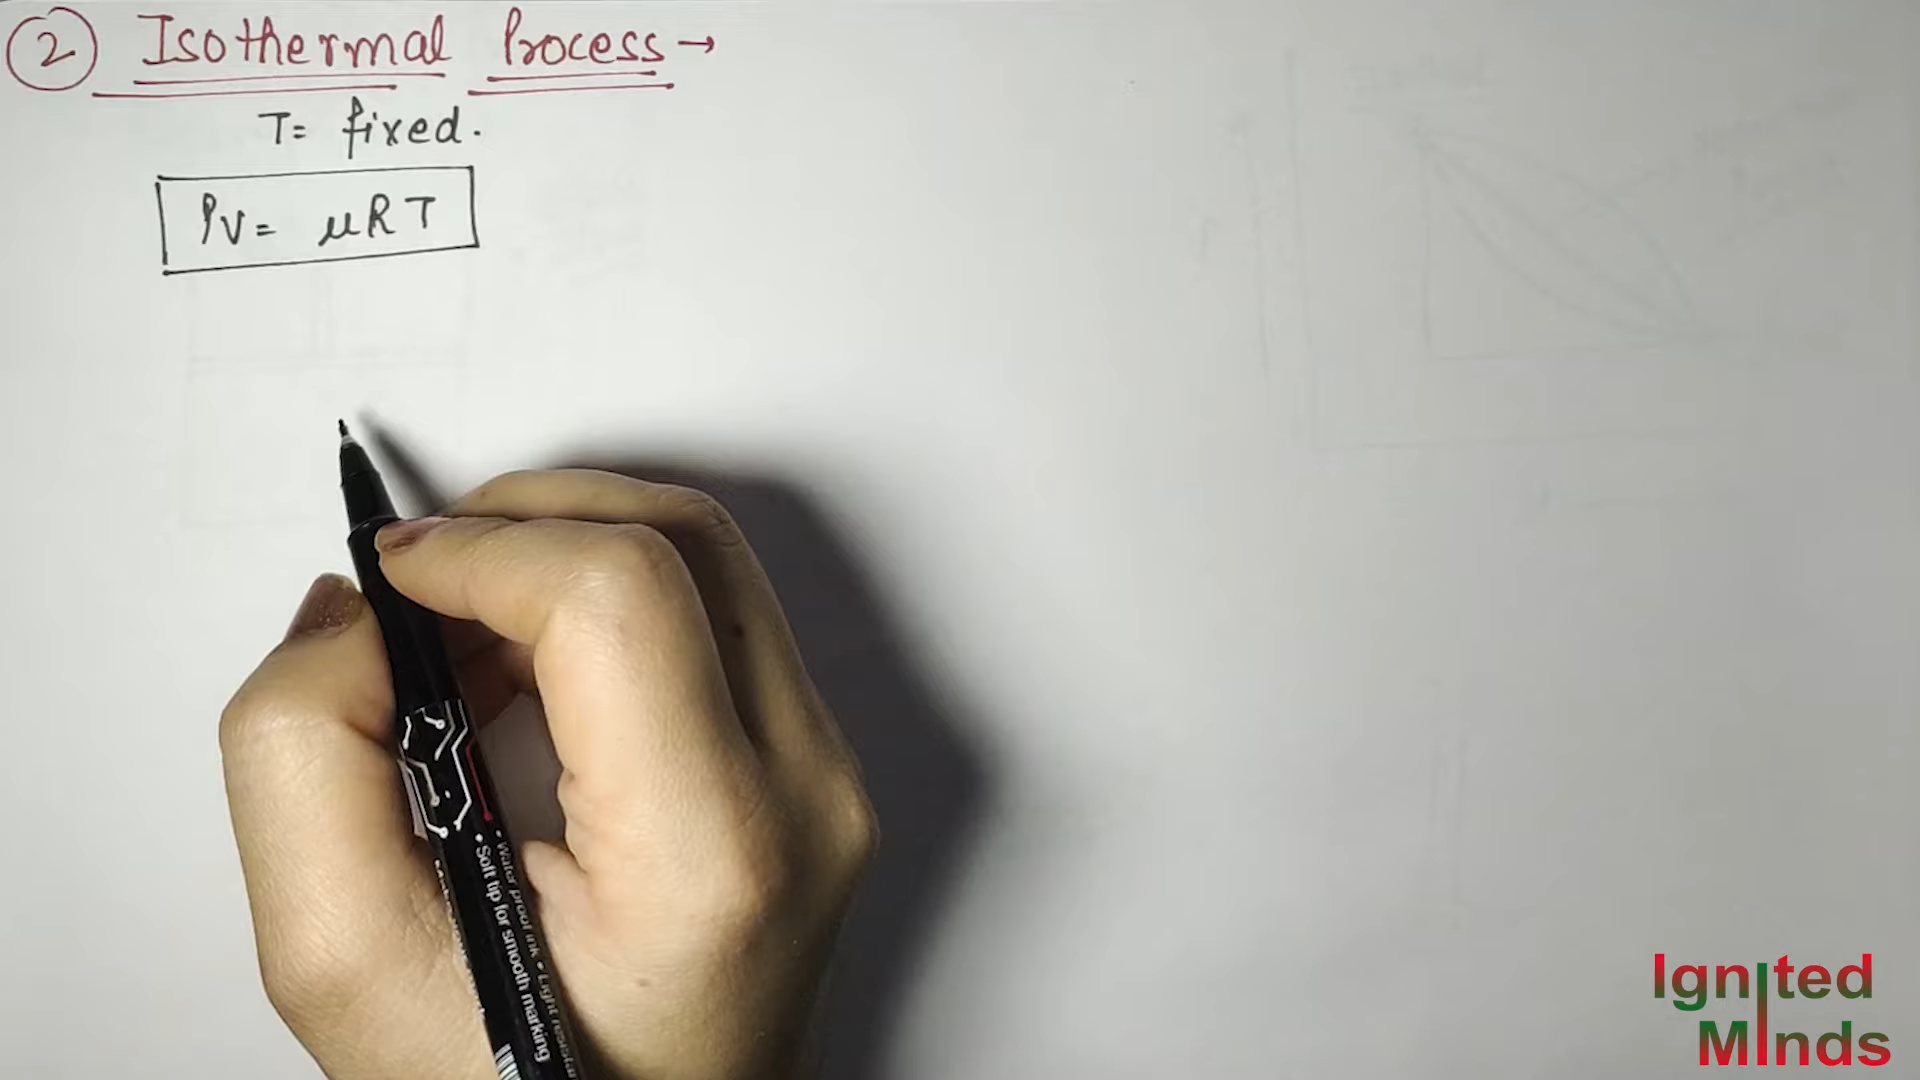 ② Isothermal Process →
T = fixed.
PV = μRT
• Water proof ink • Light resistant
• Soft tip for smooth marking
Ignited
Minds